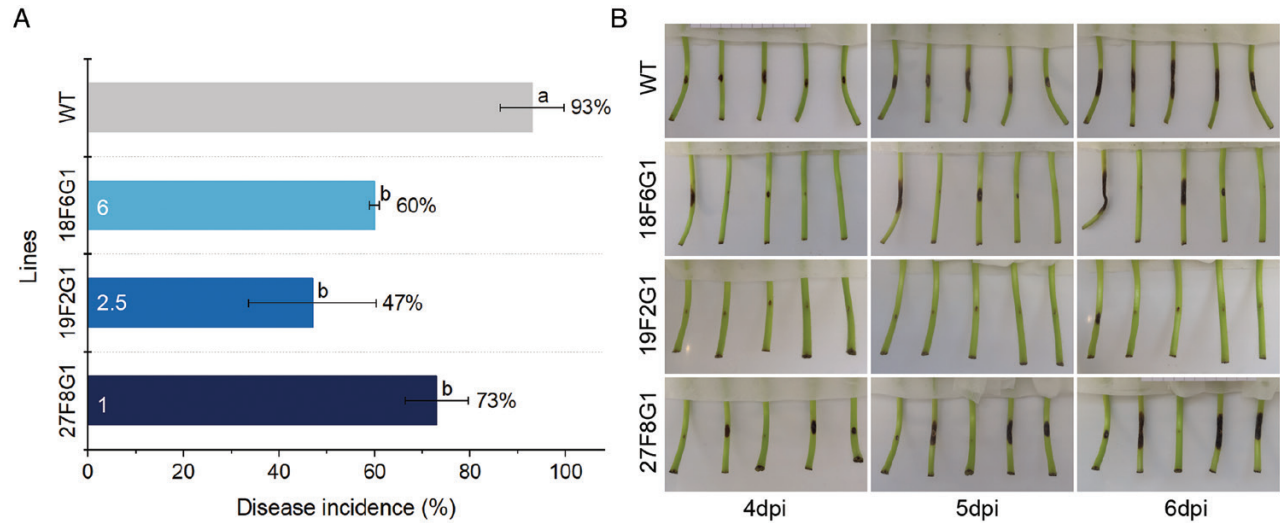 A
Lines
WT
a
93%
18F6G1
6
b
60%
19F2G1
2.5
b
47%
27F8G1
1
b
73%
0
20
40
60
80
100
Disease incidence (%)
B
WT
18F6G1
19F2G1
27F8G1
4dpi
5dpi
6dpi